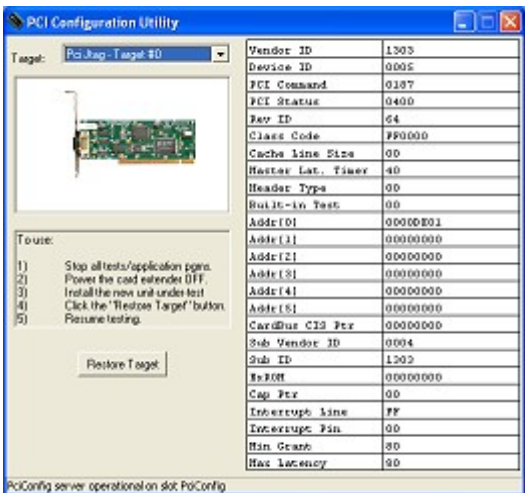 PCI Configuration Utility
Target: Pci Jtag - Target #0
To use:
1) Stop all tests/application pgms.
2) Power the card extender OFF.
3) Install the new unit-under-test
4) Click the "Restore Target" button.
5) Resume testing.
Restore Target
Vendor ID 1303
Device ID 0005
PCI Command 0187
PCI Status 0400
Rev ID 64
Class Code FF0000
Cache Line Size 00
Master Lat. Timer 40
Header Type 00
Built-in Test 00
Addr[0] 0000DE01
Addr[1] 00000000
Addr[2] 00000000
Addr[3] 00000000
Addr[4] 00000000
Addr[5] 00000000
CardBus CIS Ptr 00000000
Sub Vendor ID 0004
Sub ID 1303
ExROM 00000000
Cap Ptr 00
Interrupt Line FF
Interrupt Pin 00
Min Grant 80
Max Latency 80
PciConfig server operational on slot PciConfig